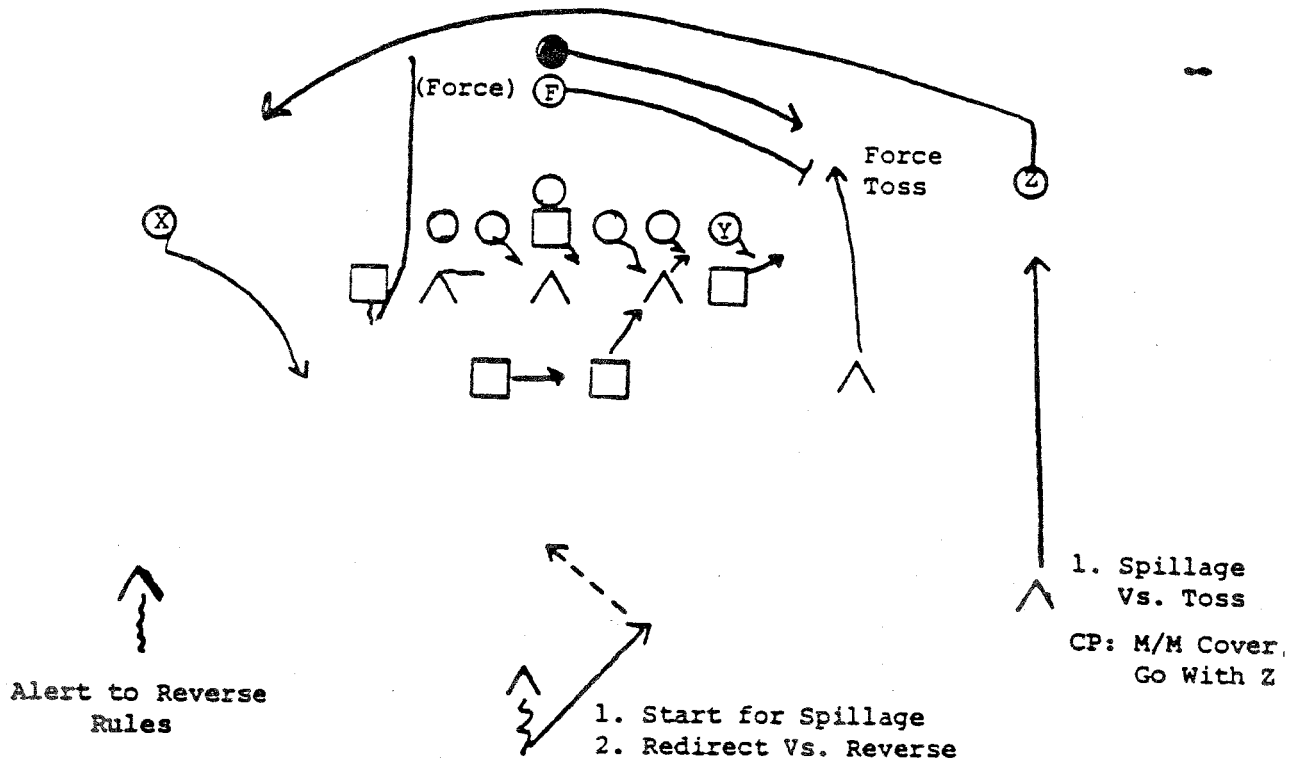 (Force)
F
Force
Toss
Z
X
Y
1. Spillage
Vs. Toss
CP: M/M Cover,
Go With Z
Alert to Reverse
Rules
1. Start for Spillage
2. Redirect Vs. Reverse